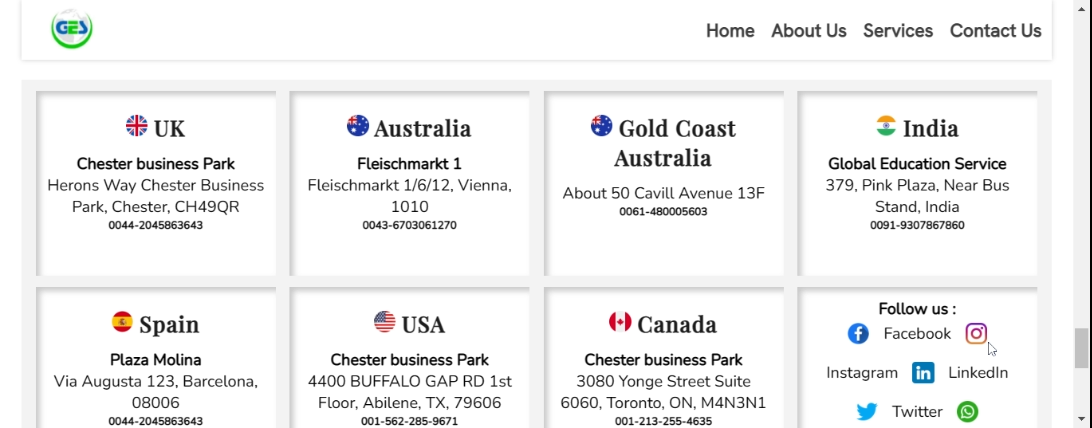 GES
Home About Us Services Contact Us
UK
Chester business Park
Herons Way Chester Business
Park, Chester, CH49QR
0044-2045863643
Australia
Fleischmarkt 1
Fleischmarkt 1/6/12, Vienna,
1010
0043-6703061270
Gold Coast
Australia
About 50 Cavill Avenue 13F
0061-480005603
India
Global Education Service
379, Pink Plaza, Near Bus
Stand, India
0091-9307867860
Spain
Plaza Molina
Via Augusta 123, Barcelona,
08006
0044-2045863643
USA
Chester business Park
4400 BUFFALO GAP RD 1st
Floor, Abilene, TX, 79606
001-562-285-9671
Canada
Chester business Park
3080 Yonge Street Suite
6060, Toronto, ON, M4N3N1
001-213-255-4635
Follow us :
Facebook
Instagram in LinkedIn
Twitter